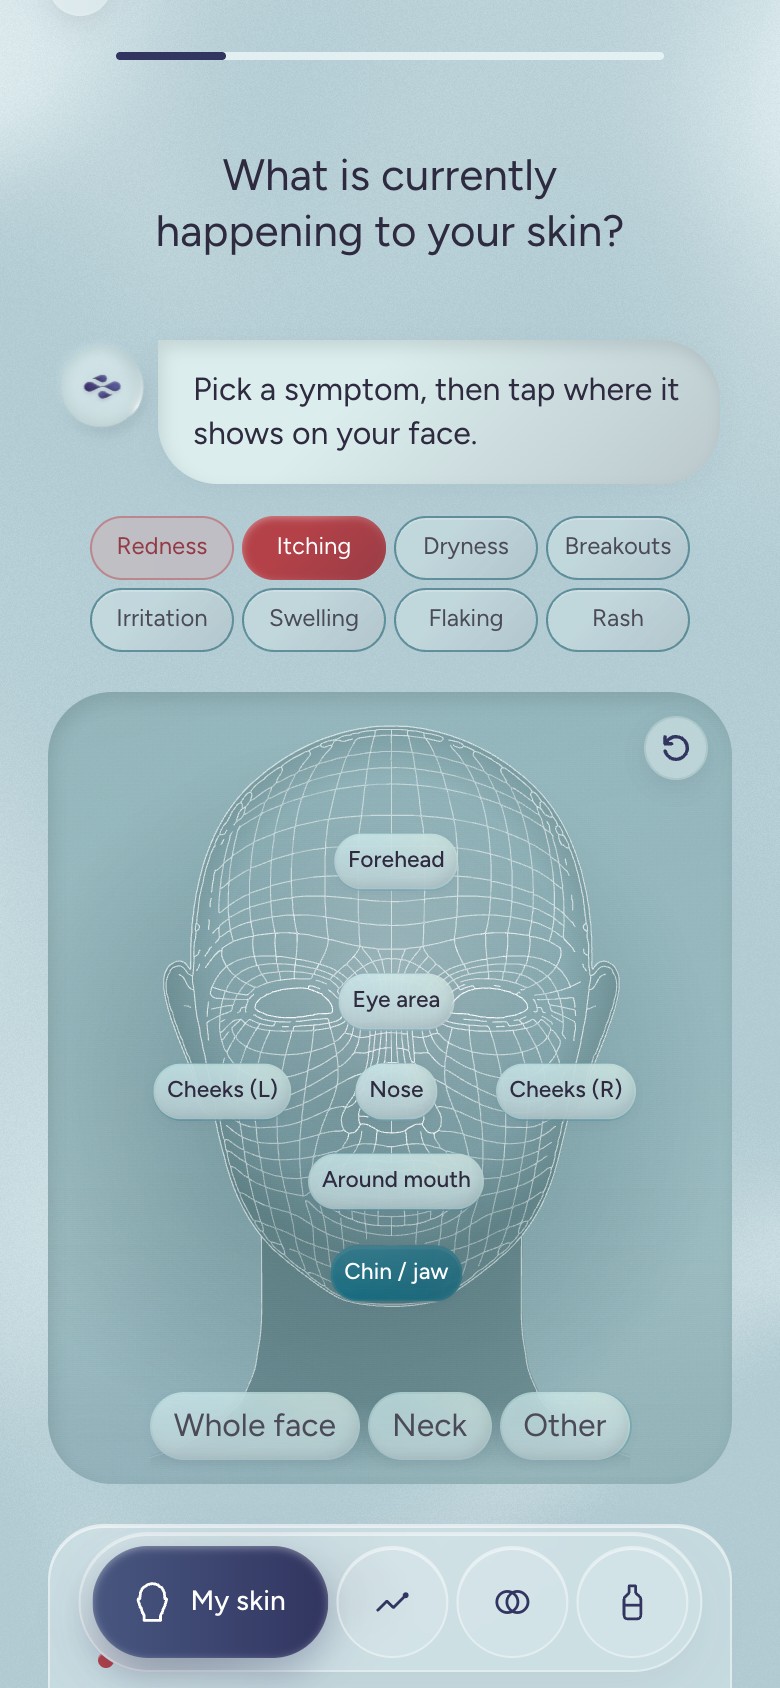 What is currently
happening to your skin?
Pick a symptom, then tap where it
shows on your face.
Redness Itching Dryness Breakouts
Irritation Swelling Flaking Rash
Forehead
Eye area
Cheeks (L) Nose Cheeks (R)
Around mouth
Chin / jaw
Whole face Neck Other
My skin